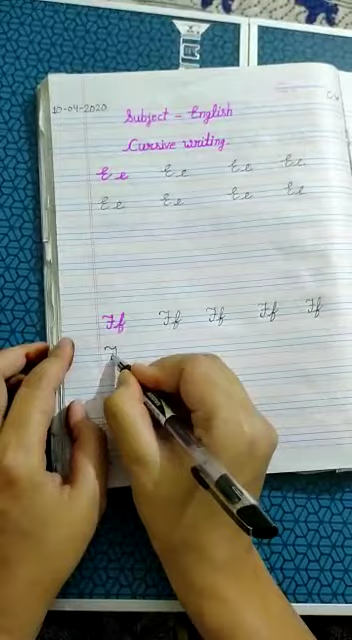 10-04-2020
Subject - English
Cursive writing.
Ee Ee Ee Ee
Ee Ee Ee Ee
Ff Ff Ff Ff Ff
F